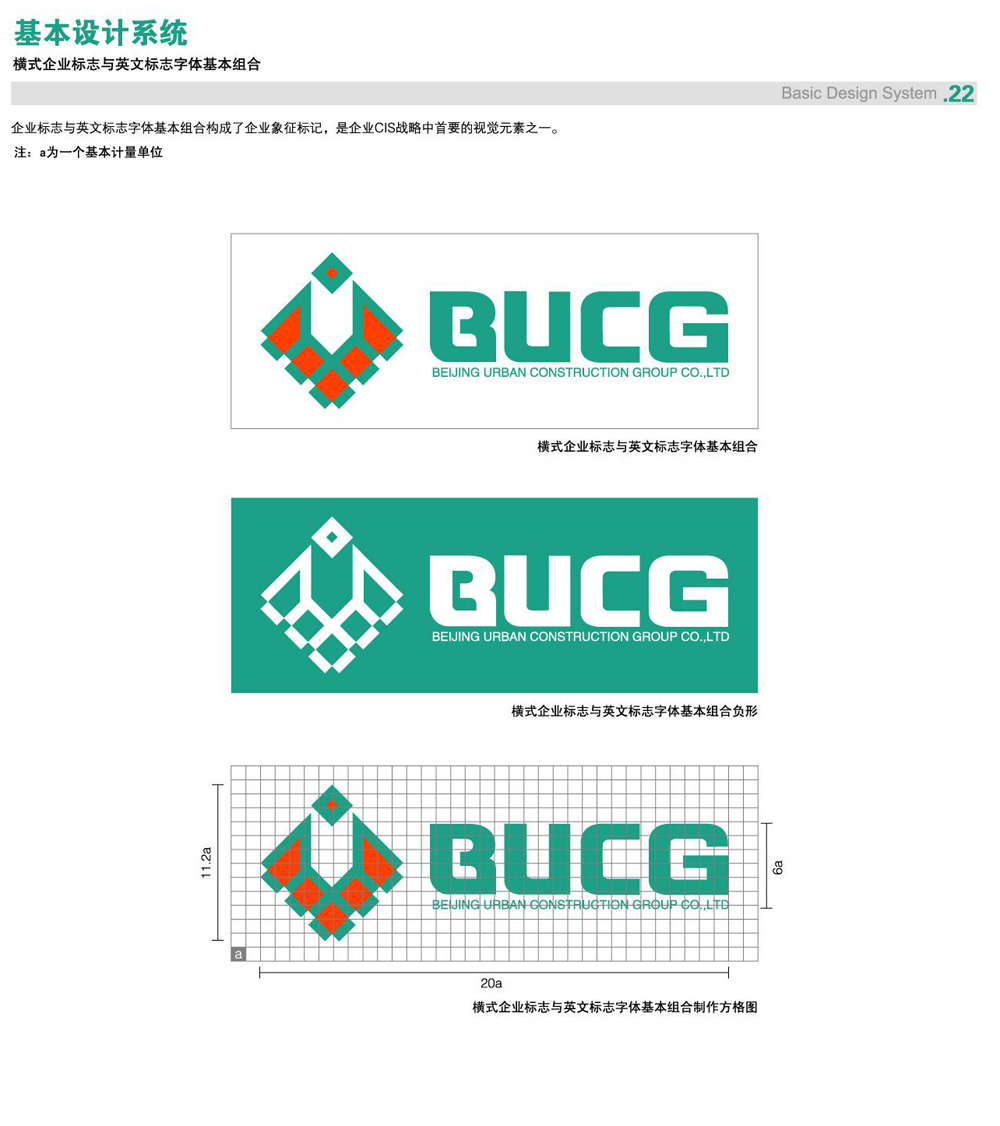 基本设计系统
横式企业标志与英文标志字体基本组合
Basic Design System .22
企业标志与英文标志字体基本组合构成了企业象征标记，是企业CIS战略中首要的视觉元素之一。
注：a为一个基本计量单位
BUCG
BEIJING URBAN CONSTRUCTION GROUP CO.,LTD
横式企业标志与英文标志字体基本组合
BUCG
BEIJING URBAN CONSTRUCTION GROUP CO.,LTD
横式企业标志与英文标志字体基本组合负形
11.2a
BUCG
6a
BEIJING URBAN CONSTRUCTION GROUP CO.,LTD
a
20a
横式企业标志与英文标志字体基本组合制作方格图